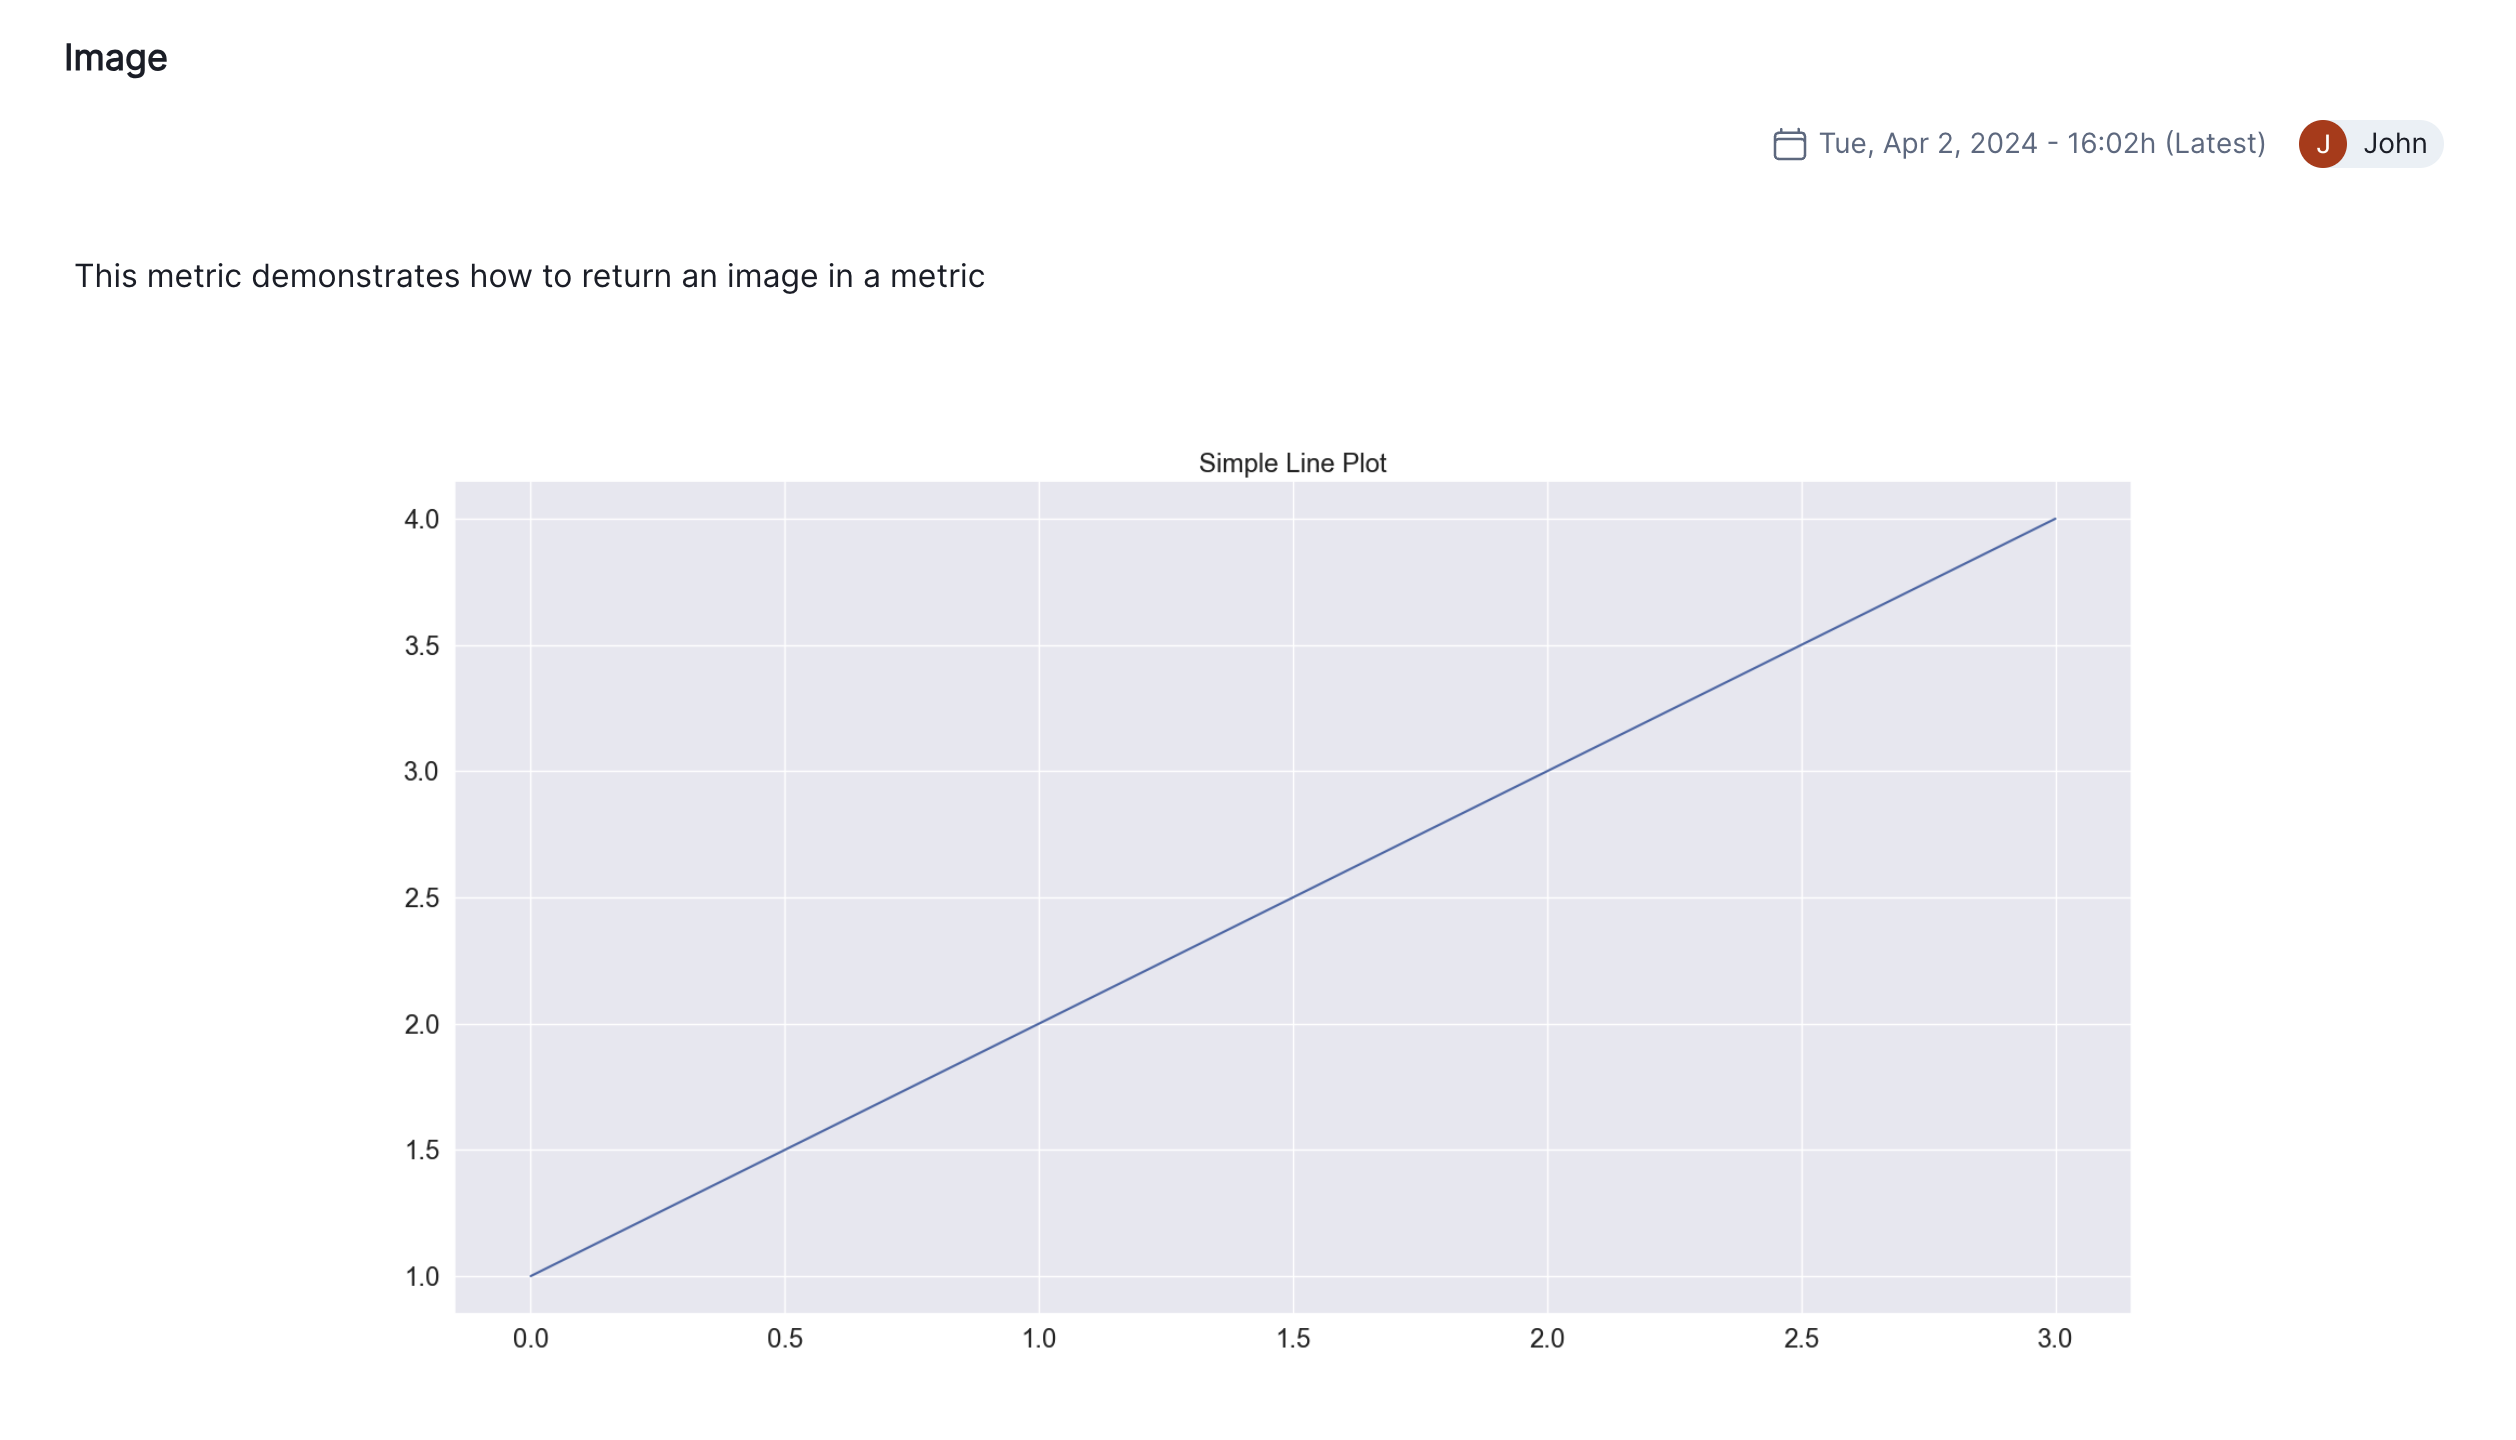 Image
Tue, Apr 2, 2024 - 16:02h (Latest)
J
John
This metric demonstrates how to return an image in a metric
Simple Line Plot
4.0
3.5
3.0
2.5
2.0
1.5
1.0
0.0 0.5 1.0 1.5 2.0 2.5 3.0